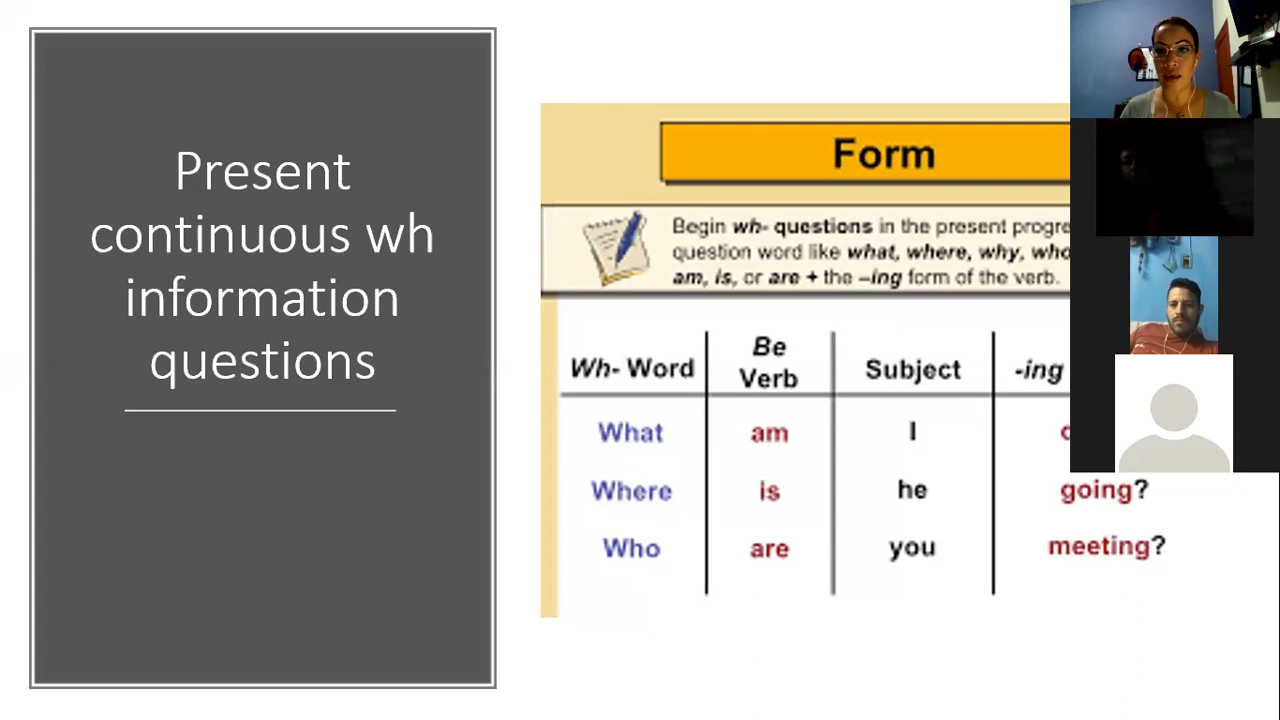 Present
continuous wh
information
questions
Form
Begin wh- questions in the present
question word like what, where, why,
am, is, or are + the –ing form of the verb.
Wh- Word Be Verb Subject -ing
What am I
Where is he going?
Who are you meeting?